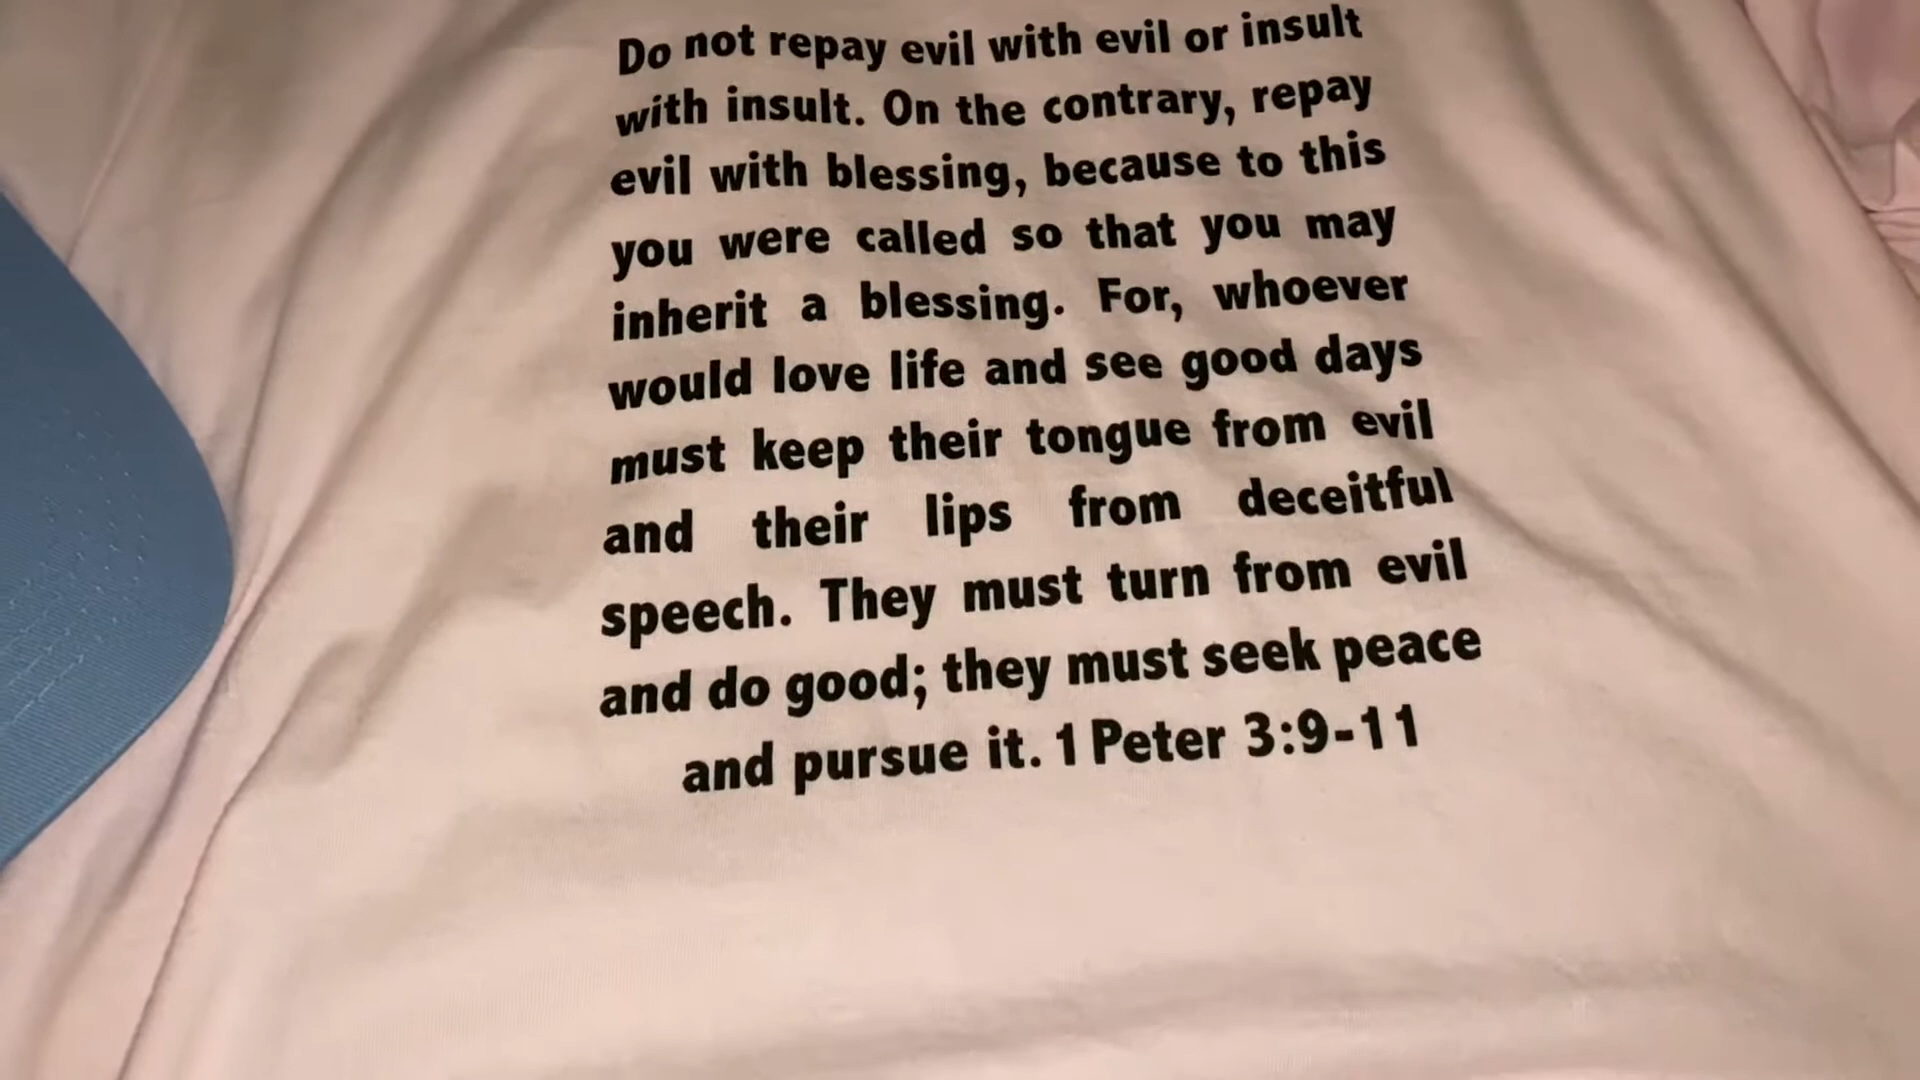 Do not repay evil with evil or insult
with insult. On the contrary, repay
evil with blessing, because to this
you were called so that you may
inherit a blessing. For, whoever
would love life and see good days
must keep their tongue from evil
and their lips from deceitful
speech. They must turn from evil
and do good; they must seek peace
and pursue it. 1 Peter 3:9-11